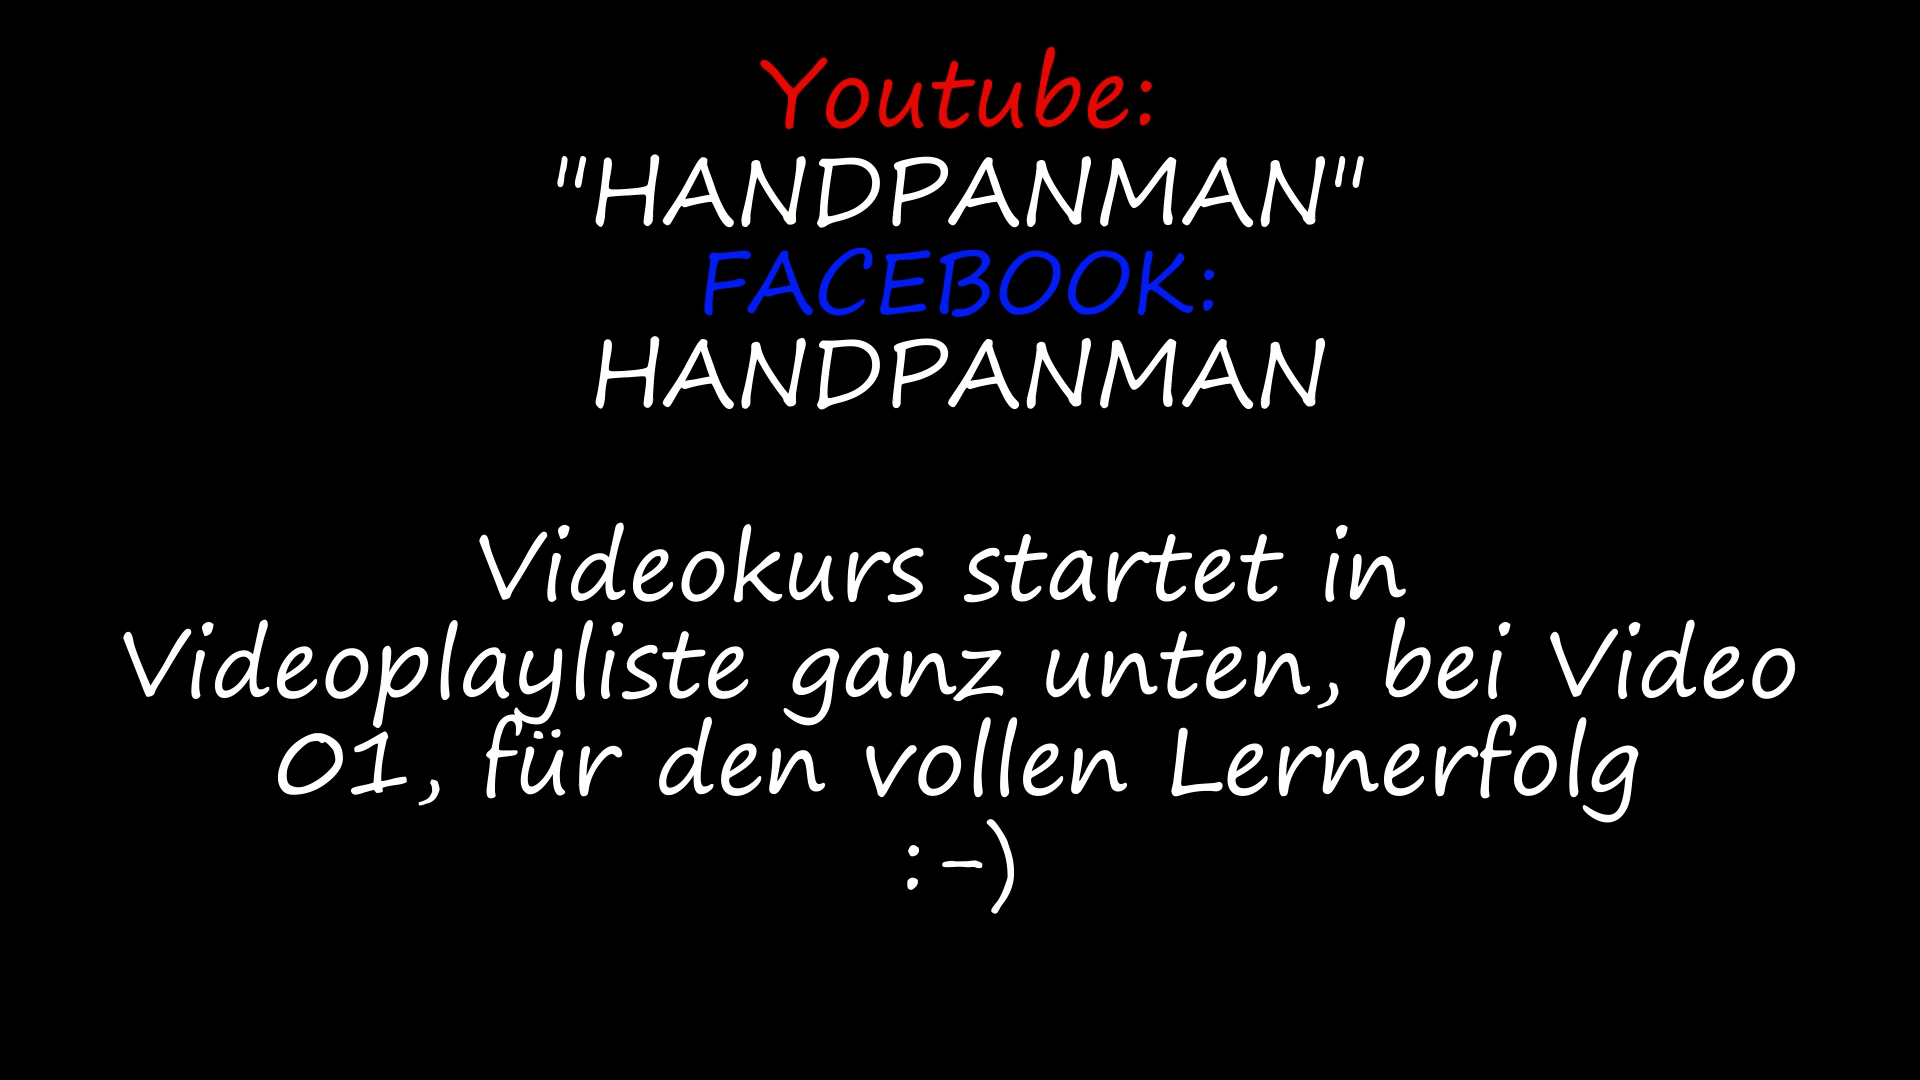 Youtube:
"HANDPANMAN"
FACEBOOK:
HANDPANMAN
Videokurs startet in
Videoplayliste ganz unten, bei Video
01, für den vollen Lernerfolg
:-)